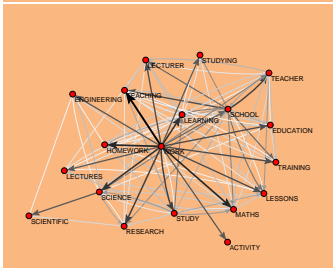 STUDYING
LECTURER
TEACHER
TEACHING
ENGINEERING
SCHOOL
LEARNING
EDUCATION
HOMEWORK
WORK
TRAINING
LECTURES
SCIENCE
LESSONS
MATHS
SCIENTIFIC
STUDY
RESEARCH
ACTIVITY